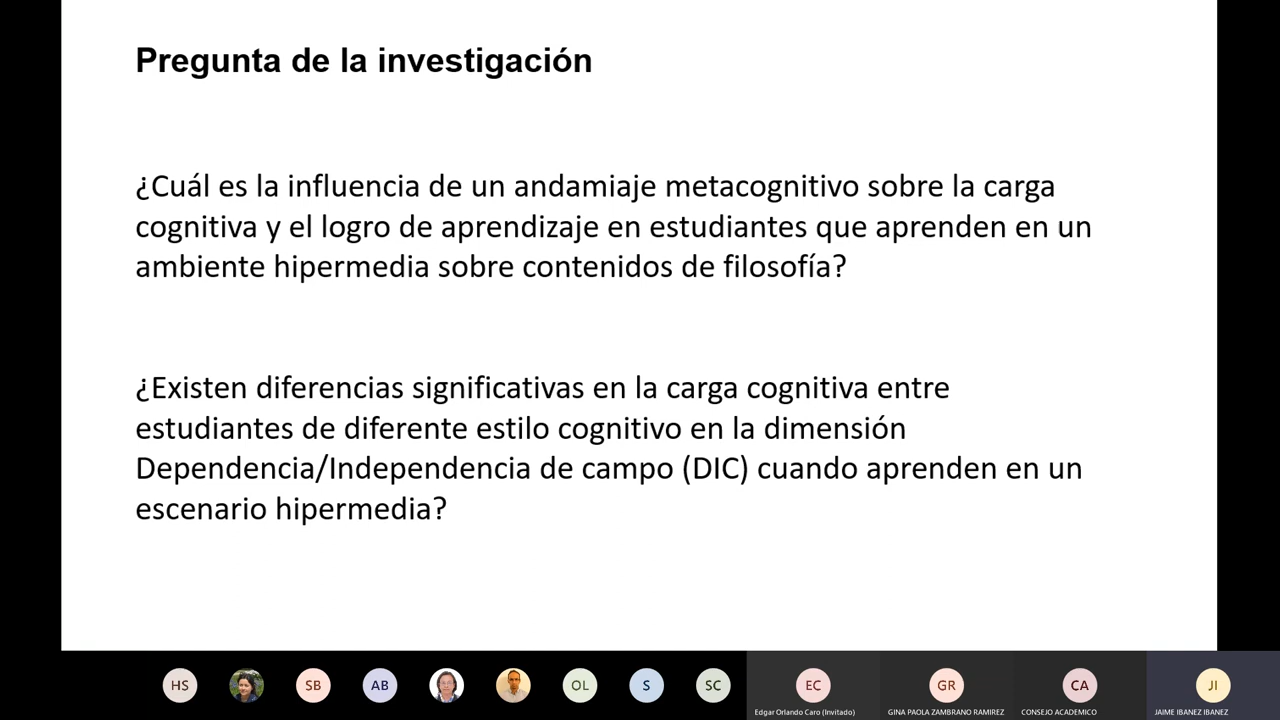 Pregunta de la investigación
¿Cuál es la influencia de un andamiaje metacognitivo sobre la carga
cognitiva y el logro de aprendizaje en estudiantes que aprenden en un
ambiente hipermedia sobre contenidos de filosofía?
¿Existen diferencias significativas en la carga cognitiva entre
estudiantes de diferente estilo cognitivo en la dimensión
Dependencia/Independencia de campo (DIC) cuando aprenden en un
escenario hipermedia?
HS SB AB OL S SC EC GR CA JI
Edgar Orlando Caro (Invitado) GINA PAOLA ZAMBRANO RAMIREZ CONSEJO ACADEMICO JAIME IBANEZ IBANEZ